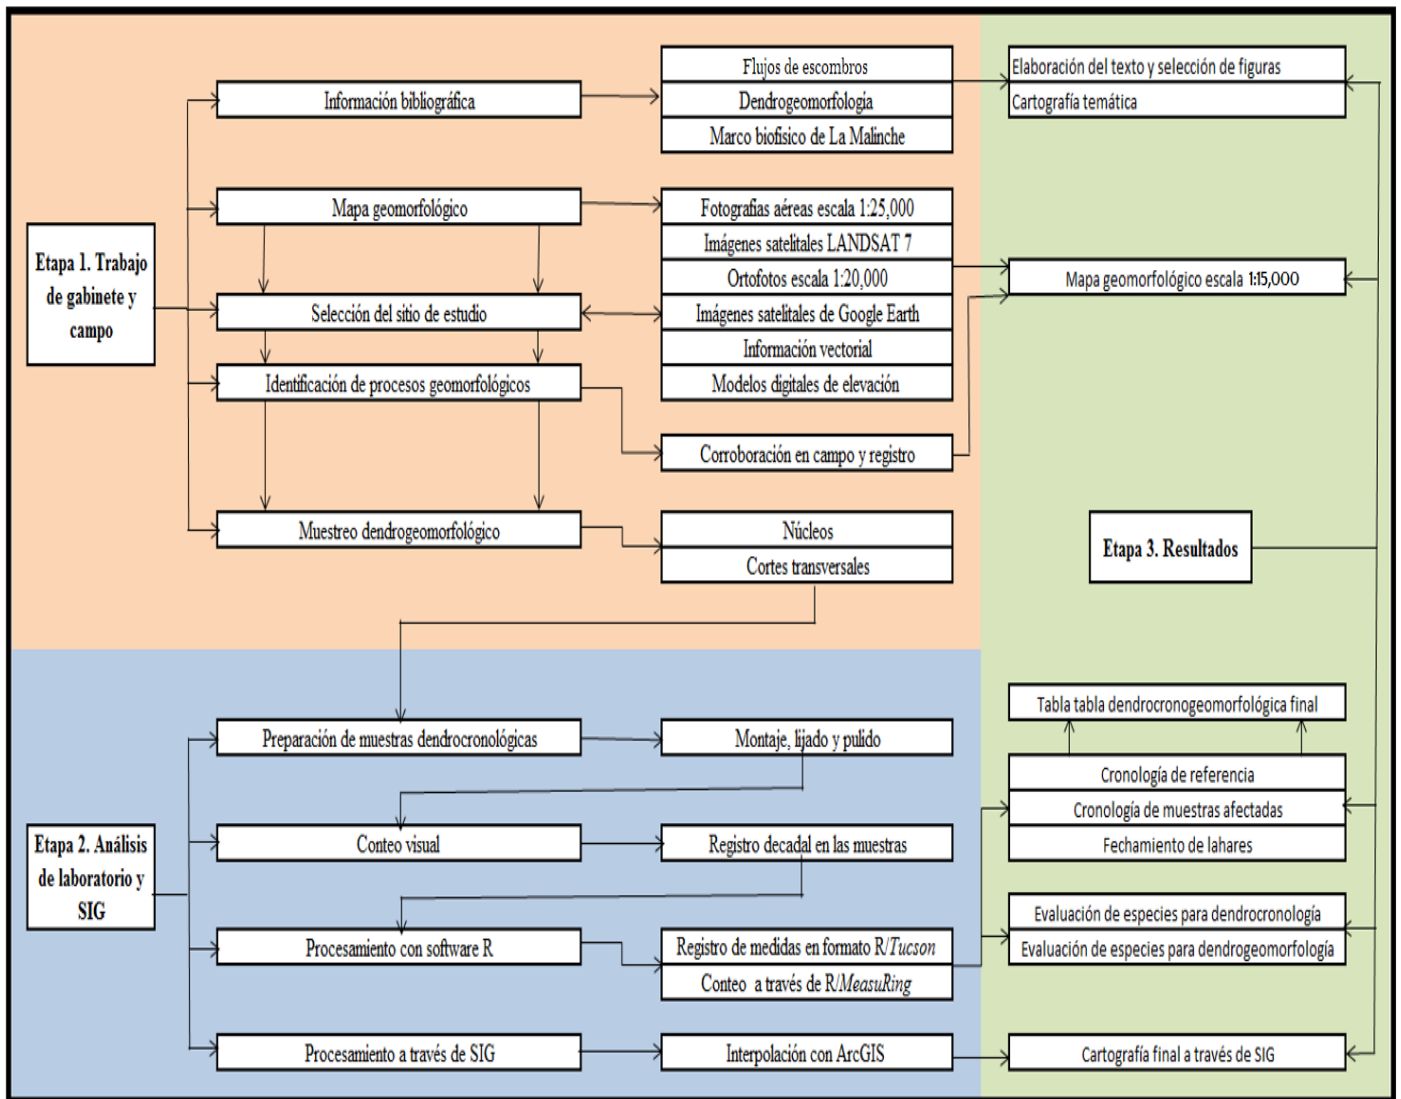 Etapa 1. Trabajo
de gabinete y
campo
Información bibliográfica
Flujos de escombros
Dendrogeomorfología
Marco biofísico de La Malinche
Elaboración del texto y selección de figuras
Cartografía temática
Mapa geomorfológico
Fotografías aéreas escala 1:25,000
Imágenes satelitales LANDSAT 7
Ortofotos escala 1:20,000
Imágenes satelitales de Google Earth
Información vectorial
Modelos digitales de elevación
Mapa geomorfológico escala 1:15,000
Selección del sitio de estudio
Identificación de procesos geomorfológicos
Corroboración en campo y registro
Muestreo dendrogeomorfológico
Núcleos
Cortes transversales
Etapa 3. Resultados
Etapa 2. Análisis
de laboratorio y
SIG
Preparación de muestras dendrocronológicas
Montaje, lijado y pulido
Tabla tabla dendrocronogeomorfológica final
Cronología de referencia
Cronología de muestras afectadas
Fechamiento de lahares
Conteo visual
Registro decadal en las muestras
Procesamiento con software R
Registro de medidas en formato R/Tucson
Conteo a través de R/MeasuRing
Evaluación de especies para dendrocronología
Evaluación de especies para dendrogeomorfología
Procesamiento a través de SIG
Interpolación con ArcGIS
Cartografía final a través de SIG